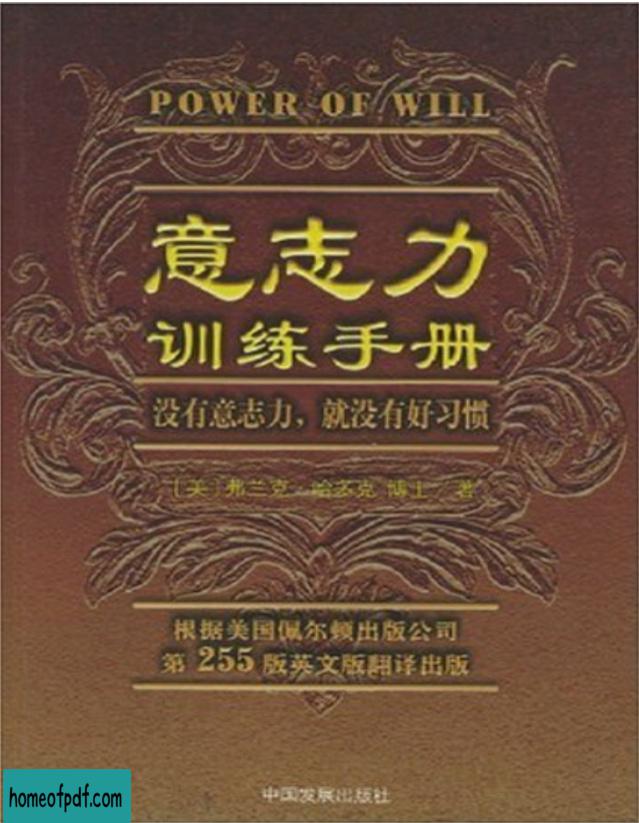 POWER OF WILL
意志力
训练手册
没有意志力，就没有好习惯
[美] 弗兰克·哈多克 博士 著
根据美国佩尔顿出版公司
第 255 版英文版翻译出版
中国发展出版社
homeofpdf.com